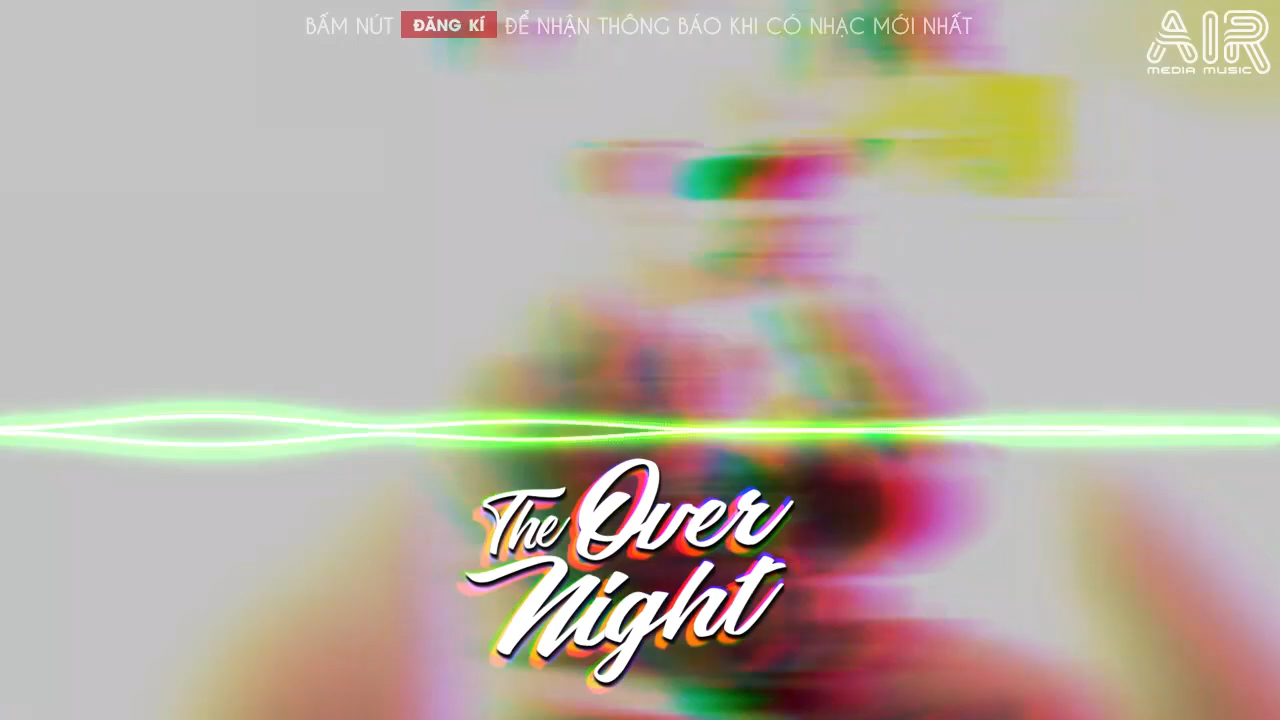 BẤM NÚT ĐĂNG KÍ ĐỂ NHẬN THÔNG BÁO KHI CÓ NHẠC MỚI NHẤT
AIR
MEDIA MUSIC
The Over
Night